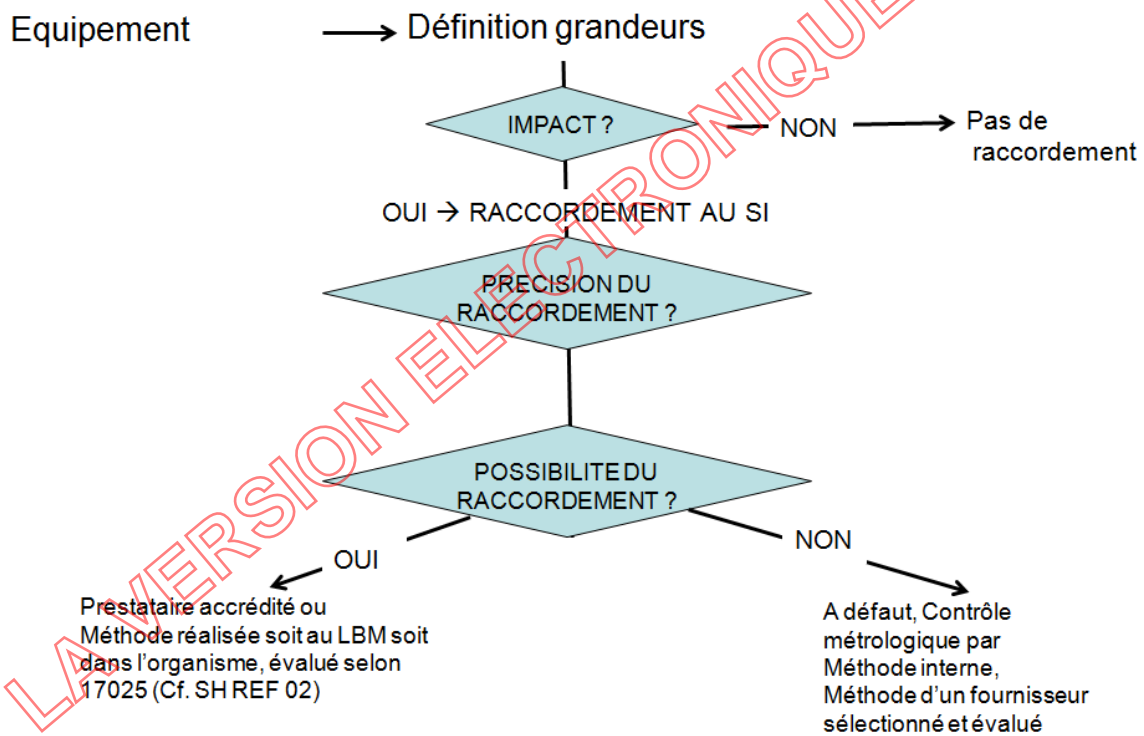 Equipement → Définition grandeurs
IMPACT ?
NON → Pas de
raccordement
OUI → RACCORDEMENT AU SI
PRECISION DU
RACCORDEMENT ?
POSSIBILITE DU
RACCORDEMENT ?
OUI
NON
Prestataire accrédité ou
Méthode réalisée soit au LBM soit
dans l'organisme, évalué selon
17025 (Cf. SH REF 02)
A défaut, Contrôle
métrologique par
Méthode interne,
Méthode d'un fournisseur
sélectionné et évalué
LA VERSION ELECTRONIQUE